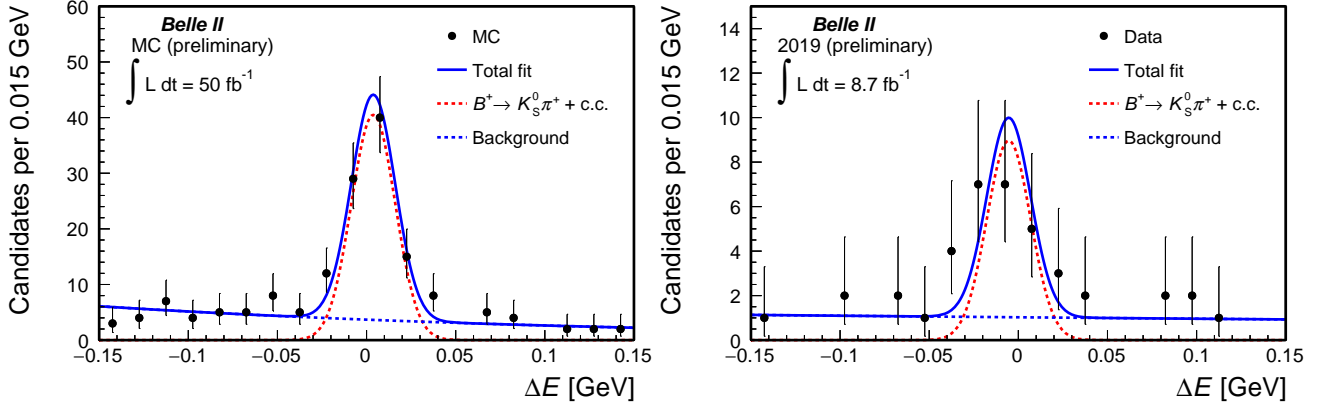 Belle II
MC (preliminary)
∫ L dt = 50 fb⁻¹
MC
Total fit
B⁺→ K⁰_S π⁺ + c.c.
Background
Candidates per 0.015 GeV
60
50
40
30
20
10
0
−0.15 −0.1 −0.05 0 0.05 0.1 0.15
ΔE [GeV]
Belle II
2019 (preliminary)
∫ L dt = 8.7 fb⁻¹
Data
Total fit
B⁺→ K⁰_S π⁺ + c.c.
Background
Candidates per 0.015 GeV
14
12
10
8
6
4
2
0
−0.15 −0.1 −0.05 0 0.05 0.1 0.15
ΔE [GeV]